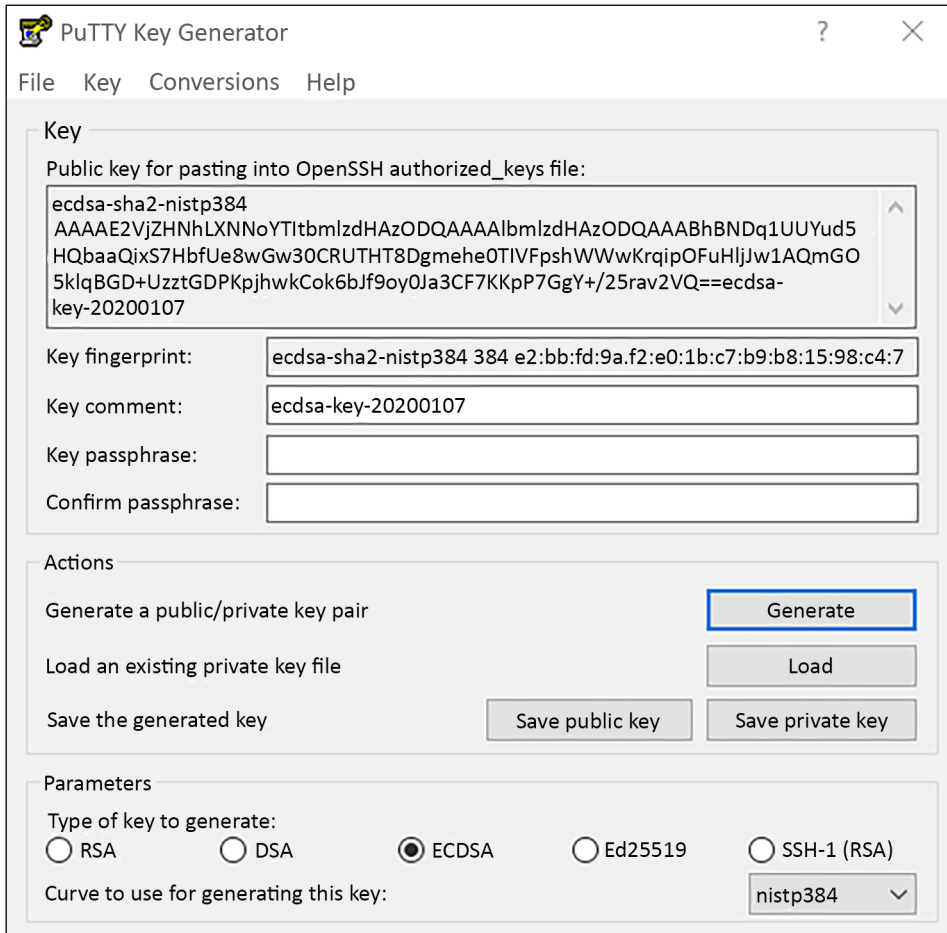 PuTTY Key Generator
?
File Key Conversions Help
Key
Public key for pasting into OpenSSH authorized_keys file:
ecdsa-sha2-nistp384
AAAAE2VjZHNhLXNNoYTItbmlzdHAzODQAAAAlbmlzdHAzODQAAABhBNDq1UUYud5
HQbaaQixS7HbfUe8wGw30CRUTHT8Dgmehe0TIVFpshWWwKrqipOFuHljJw1AQmGO
5klqBGD+UzztGDPKpjhwkCok6bJf9oy0Ja3CF7KKpP7GgY+/25rav2VQ==ecdsa-
key-20200107
Key fingerprint: ecdsa-sha2-nistp384 384 e2:bb:fd:9a.f2:e0:1b:c7:b9:b8:15:98:c4:7
Key comment: ecdsa-key-20200107
Key passphrase:
Confirm passphrase:
Actions
Generate a public/private key pair Generate
Load an existing private key file Load
Save the generated key Save public key Save private key
Parameters
Type of key to generate:
RSA DSA ECDSA Ed25519 SSH-1 (RSA)
Curve to use for generating this key: nistp384